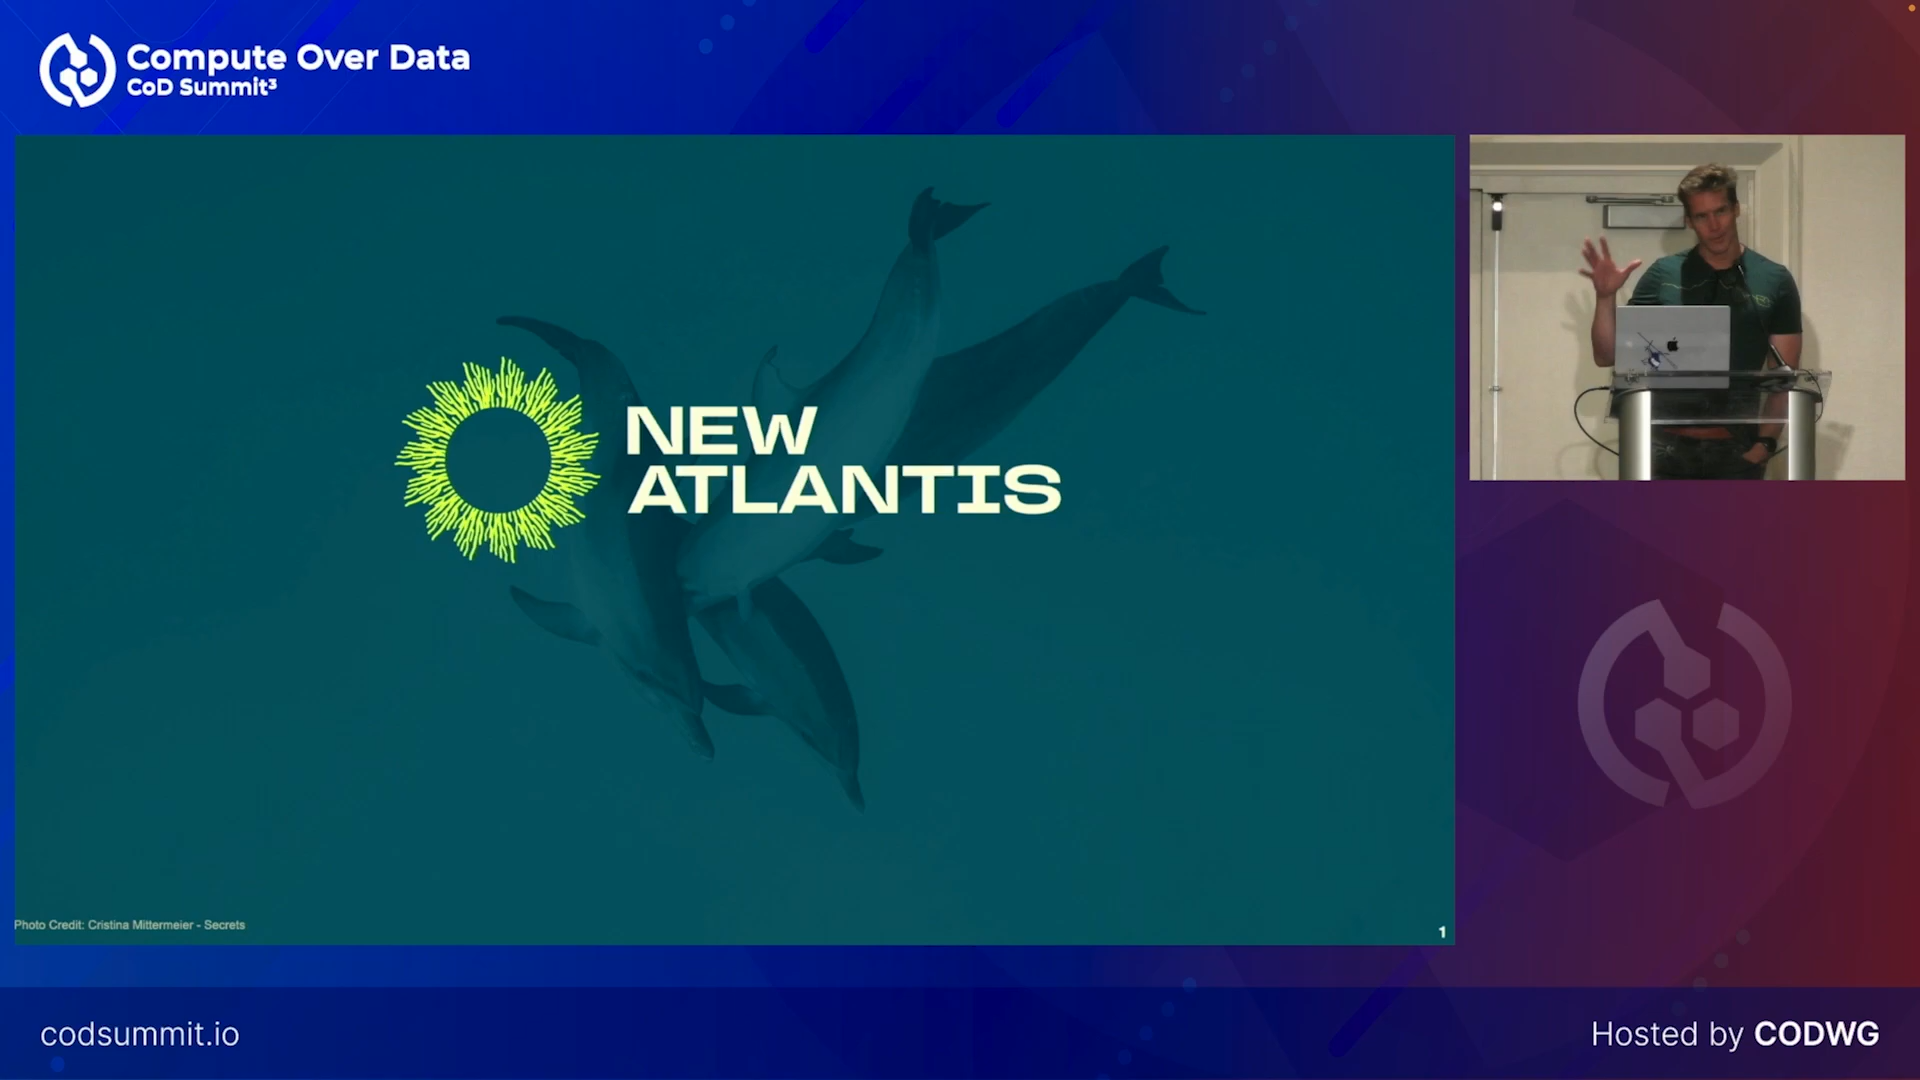 Compute Over Data
CoD Summit³
NEW
ATLANTIS
Photo Credit: Cristina Mittermeier - Secrets
1
codsummit.io
Hosted by CODWG